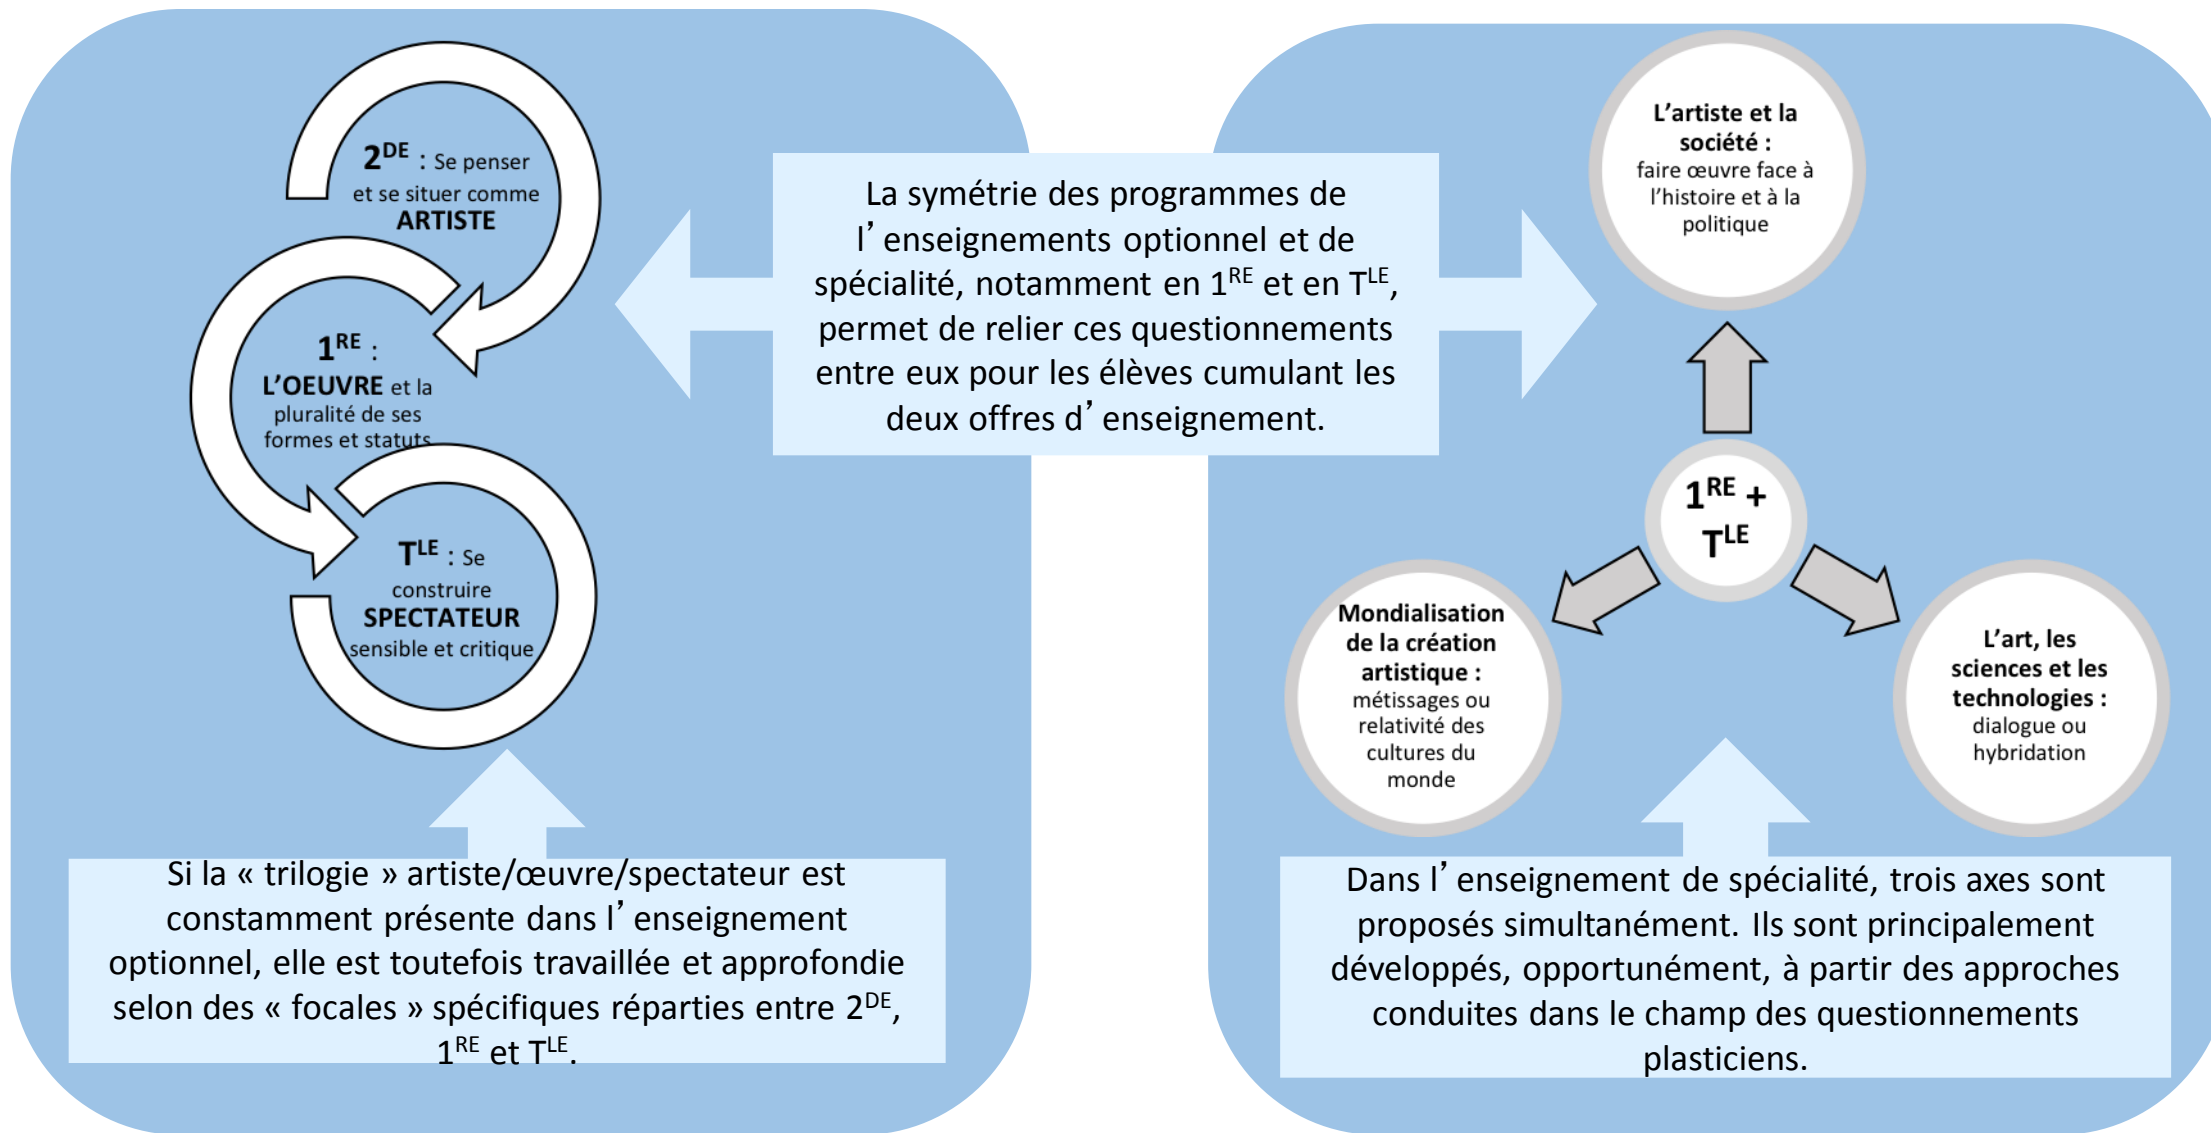 2DE : Se penser
et se situer comme
ARTISTE
1RE :
L'OEUVRE et la
pluralité de ses
formes et statuts
TLE : Se
construire
SPECTATEUR
sensible et critique
La symétrie des programmes de
l’ enseignements optionnel et de
spécialité, notamment en 1RE et en TLE,
permet de relier ces questionnements
entre eux pour les élèves cumulant les
deux offres d’ enseignement.
Si la « trilogie » artiste/œuvre/spectateur est
constamment présente dans l’ enseignement
optionnel, elle est toutefois travaillée et approfondie
selon des « focales » spécifiques réparties entre 2DE,
1RE et TLE.
L’artiste et la
société :
faire œuvre face à
l’histoire et à la
politique
1RE +
TLE
Mondialisation
de la création
artistique :
métissages ou
relativité des
cultures du
monde
L’art, les
sciences et les
technologies :
dialogue ou
hybridation
Dans l’ enseignement de spécialité, trois axes sont
proposés simultanément. Ils sont principalement
développés, opportunément, à partir des approches
conduites dans le champ des questionnements
plasticiens.